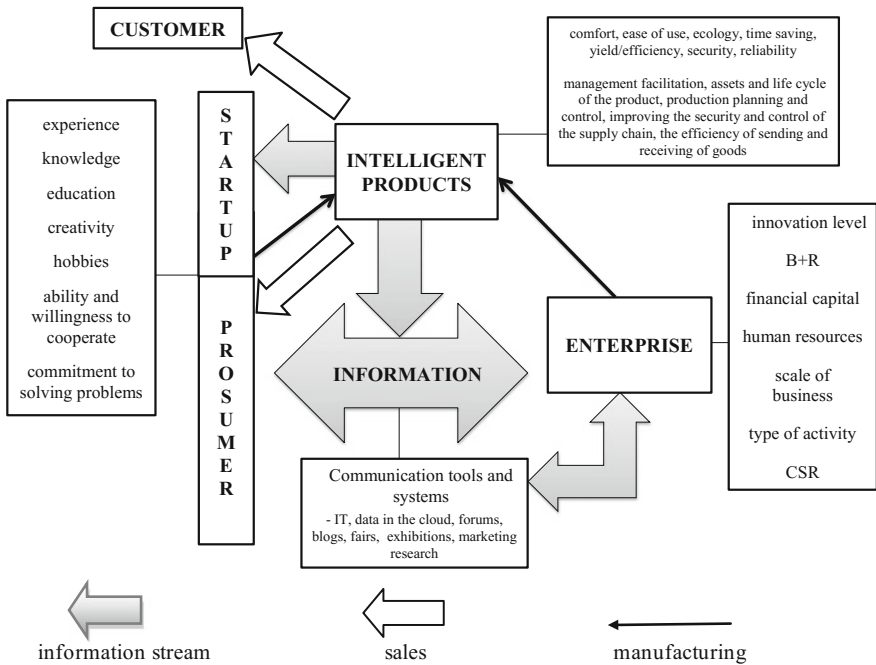 CUSTOMER
comfort, ease of use, ecology, time saving,
yield/efficiency, security, reliability
management facilitation, assets and life cycle
of the product, production planning and
control, improving the security and control of
the supply chain, the efficiency of sending and
receiving of goods
experience
knowledge
education
creativity
hobbies
ability and
willingness to
cooperate
commitment to
solving problems
STARTUP
PROSUMER
INTELLIGENT
PRODUCTS
INFORMATION
ENTERPRISE
innovation level
B+R
financial capital
human resources
scale of
business
type of activity
CSR
Communication tools and
systems
- IT, data in the cloud, forums,
blogs, fairs, exhibitions, marketing
research
information stream
sales
manufacturing